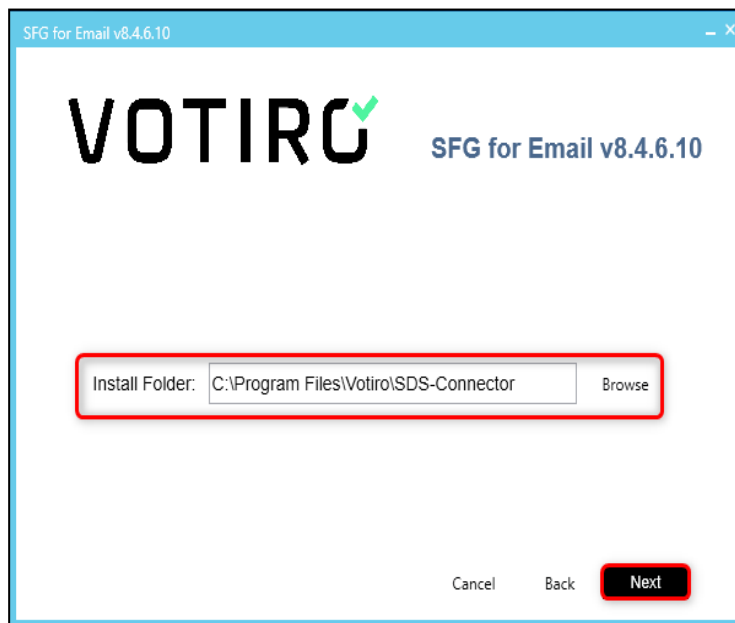 SFG for Email v8.4.6.10
VOTIRO
SFG for Email v8.4.6.10
Install Folder: C:\Program Files\Votiro\SDS-Connector Browse
Cancel Back Next